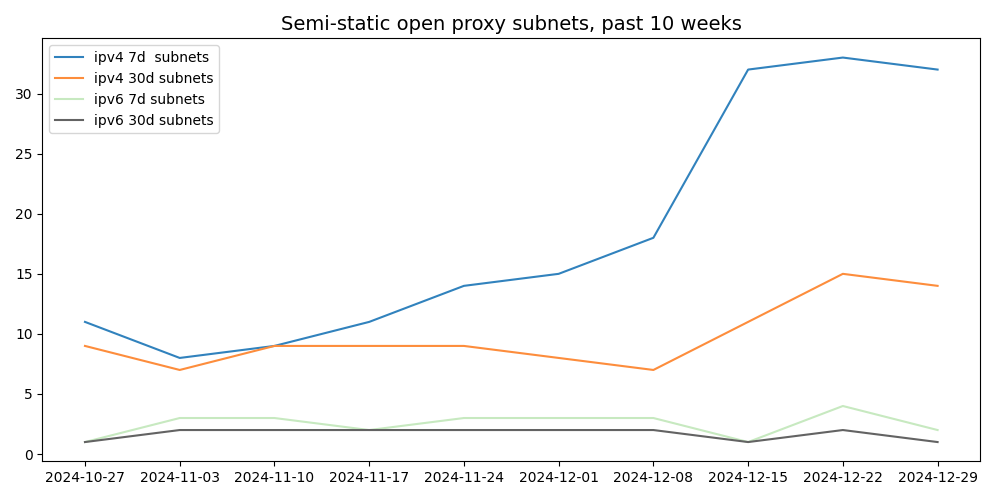 Semi-static open proxy subnets, past 10 weeks
ipv4 7d  subnets
ipv4 30d subnets
ipv6 7d subnets
ipv6 30d subnets
30
25
20
15
10
5
0
2024-10-27 2024-11-03 2024-11-10 2024-11-17 2024-11-24 2024-12-01 2024-12-08 2024-12-15 2024-12-22 2024-12-29